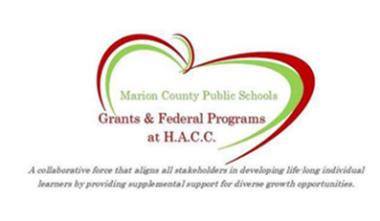 Marion County Public Schools
Grants & Federal Programs
at H.A.C.C.
A collaborative force that aligns all stakeholders in developing life long individual
learners by providing supplemental support for diverse growth opportunities.